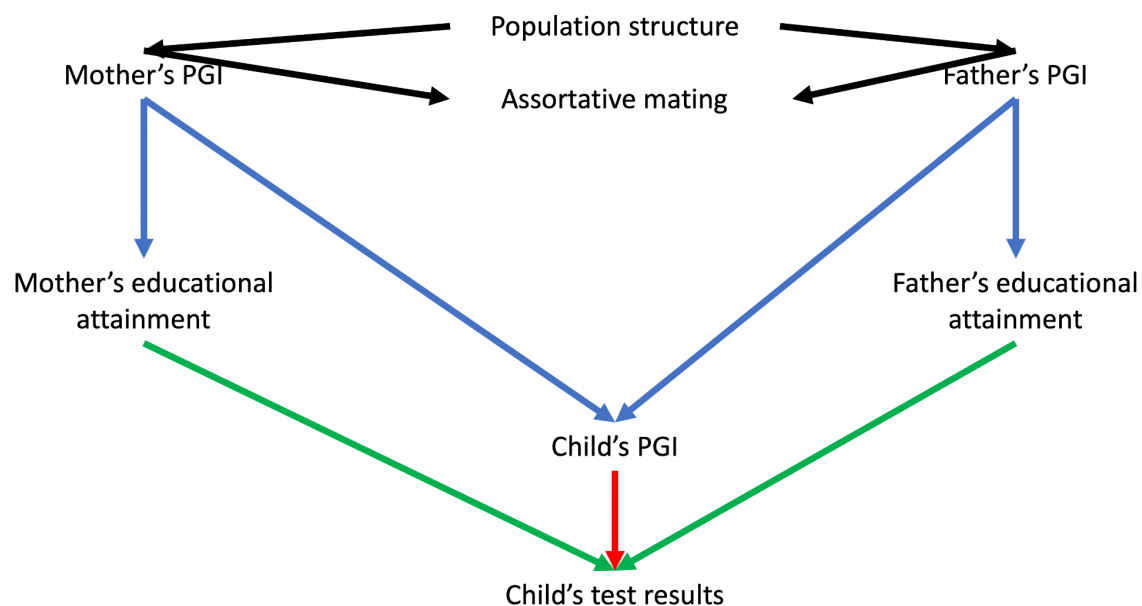 Population structure
Mother’s PGI
Father’s PGI
Assortative mating
Mother’s educational
attainment
Father’s educational
attainment
Child’s PGI
Child’s test results